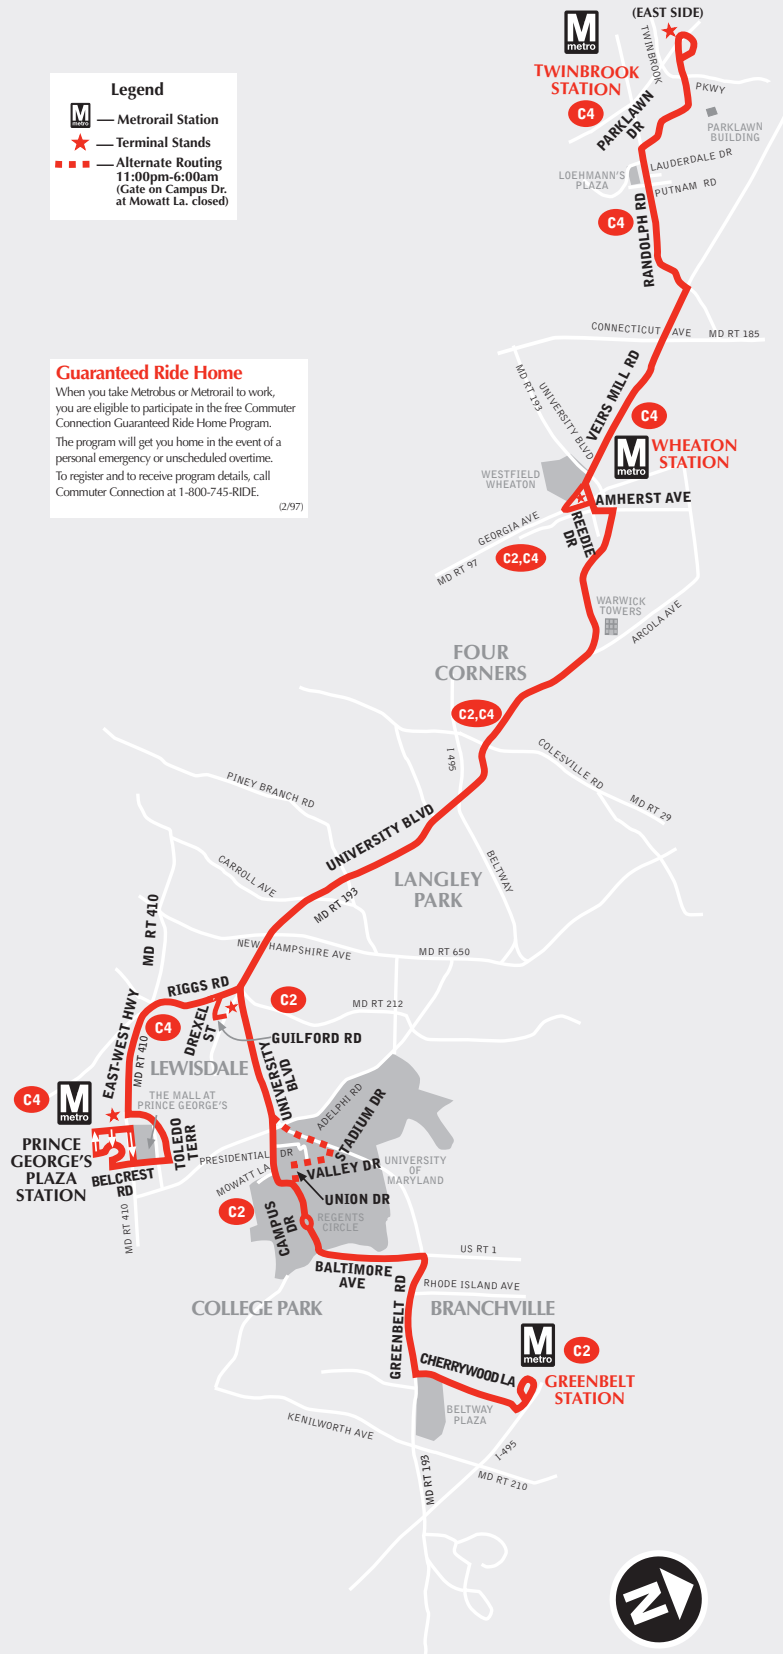 (EAST SIDE)
M
metro
TWINBROOK
STATION
C4
TWINBROOK
PKWY
PARKLAWN
DR
PARKLAWN
BUILDING
Legend
M
metro
— Metrorail Station
— Terminal Stands
— Alternate Routing
11:00pm-6:00am
(Gate on Campus Dr.
at Mowatt La. closed)
LAUDERDALE DR
LOEHMANN'S
PLAZA
PUTNAM RD
C4
RANDOLPH RD
CONNECTICUT AVE
MD RT 185
Guaranteed Ride Home
When you take Metrobus or Metrorail to work,
you are eligible to participate in the free Commuter
Connection Guaranteed Ride Home Program.
The program will get you home in the event of a
personal emergency or unscheduled overtime.
To register and to receive program details, call
Commuter Connection at 1-800-745-RIDE.
(2/97)
MD RT 193
UNIVERSITY BLVD
VEIRS MILL RD
C4
M
metro
WHEATON
STATION
WESTFIELD
WHEATON
AMHERST AVE
REEDIE
DR
GEORGIA AVE
MD RT 97
C2,C4
WARWICK
TOWERS
ARCOLA AVE
FOUR
CORNERS
C2,C4
I 495
COLESVILLE RD
MD RT 29
PINEY BRANCH RD
UNIVERSITY BLVD
BELTWAY
CARROLL AVE
LANGLEY
PARK
MD RT 193
MD RT 410
NEW HAMPSHIRE AVE
MD RT 650
RIGGS RD
C2
MD RT 212
EAST-WEST HWY
MD RT 410
C4
DREXEL
ST
GUILFORD RD
LEWISDALE
UNIVERSITY
BLVD
C4
M
metro
THE MALL AT
PRINCE GEORGE'S
ADELPHI RD
STADIUM DR
PRINCE
GEORGE'S
PLAZA
STATION
TOLEDO
TERR
BELCREST
RD
PRESIDENTIAL DR
MOWATT LA
VALLEY DR
UNIVERSITY
OF
MARYLAND
UNION DR
MD RT 410
C2
CAMPUS
DR
REGENTS
CIRCLE
BALTIMORE
AVE
US RT 1
RHODE ISLAND AVE
GREENBELT RD
COLLEGE PARK
BRANCHVILLE
M
metro
C2
CHERRYWOOD LA
GREENBELT
STATION
BELTWAY
PLAZA
KENILWORTH AVE
I-495
MD RT 193
MD RT 210
N